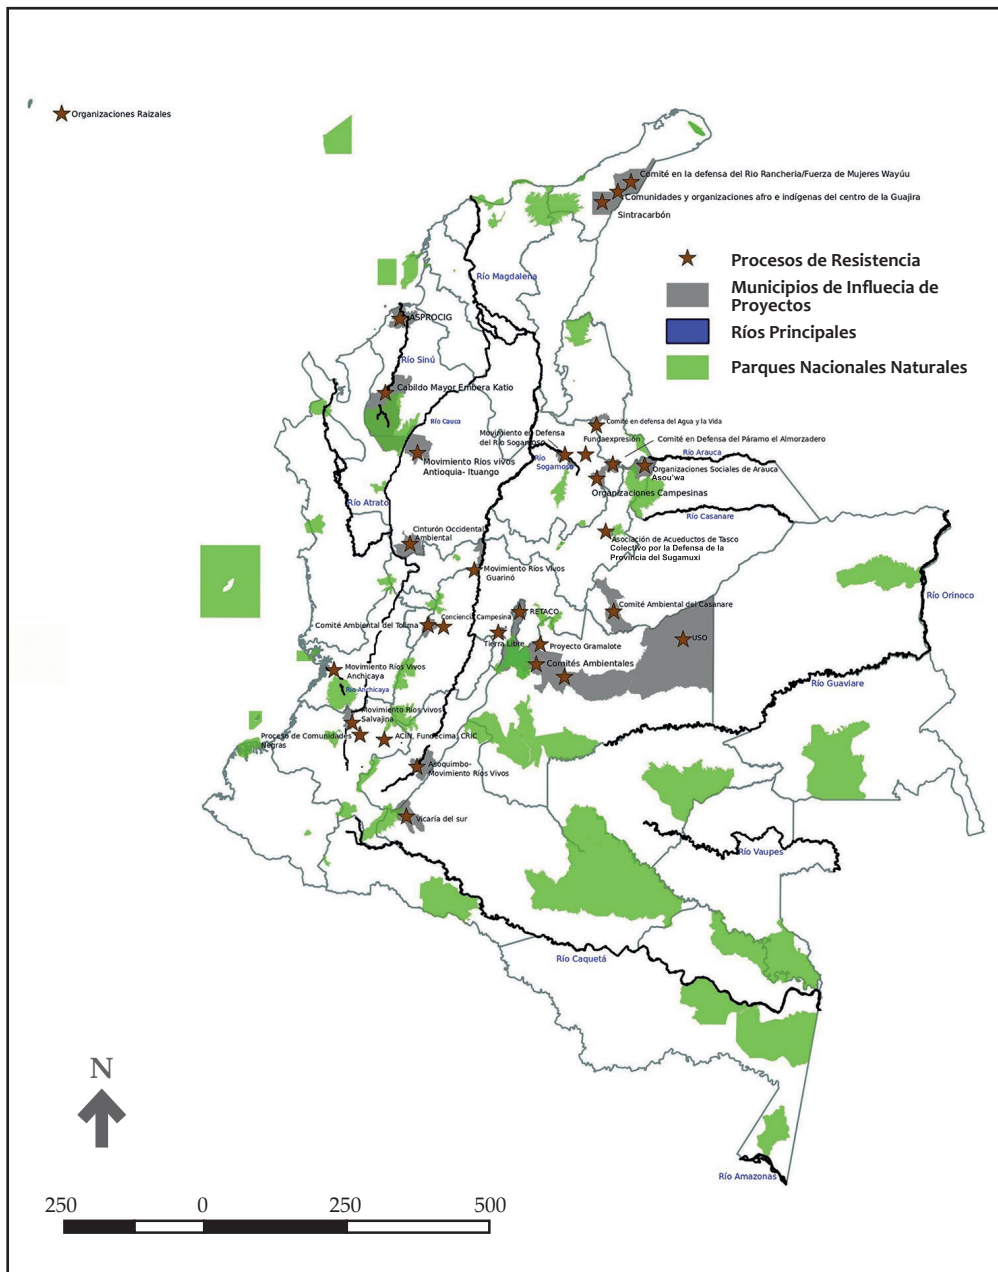 Organizaciones Raizales
Comité en la defensa del Rio Rancheria/Fuerza de Mujeres Wayúu
Comunidades y organizaciones afro e indígenas del centro de la Guajira
Sintracarbón
Procesos de Resistencia
Municipios de Influecia de
Proyectos
Ríos Principales
Parques Nacionales Naturales
Río Magdalena
ASPROCIG
Río Sinú
Cabildo Mayor Embera Katio
Río Cauca
Comité en defensa del Agua y la Vida
Movimiento en Defensa
del Río Sogamoso
Fundaexpresión
Comité en Defensa del Páramo el Almorzadero
Río Arauca
Movimiento Rios vivos
Antioquia- Ituango
Río
Sogamoso
Organizaciones Sociales de Arauca
Asou'wa
Organizaciones Campesinas
Río Atrato
Río Casanare
Cinturón Occidental
Ambiental
Asociación de Acueductos de Tasco
Colectivo por la Defensa de la
Provincia del Sugamuxi
Movimiento Ríos Vivos
Guarinó
Río Orinoco
RETACO
Comité Ambiental del Casanare
Conciencia Campesina
Comité Ambiental del Tolima
Tierra Libre
Proyecto Gramalote
USO
Comités Ambientales
Movimiento Ríos Vivos
Anchicaya
Río Anchicaya
Río Guaviare
Movimiento Ríos vivos
Salvajina
Proceso de Comunidades
Negras
ACIN, Fundecima, CRIC
Asoquimbo-
Movimiento Ríos Vivos
Vicaría del sur
Río Vaupes
Río Caquetá
Río Amazonas
N
250 0 250 500